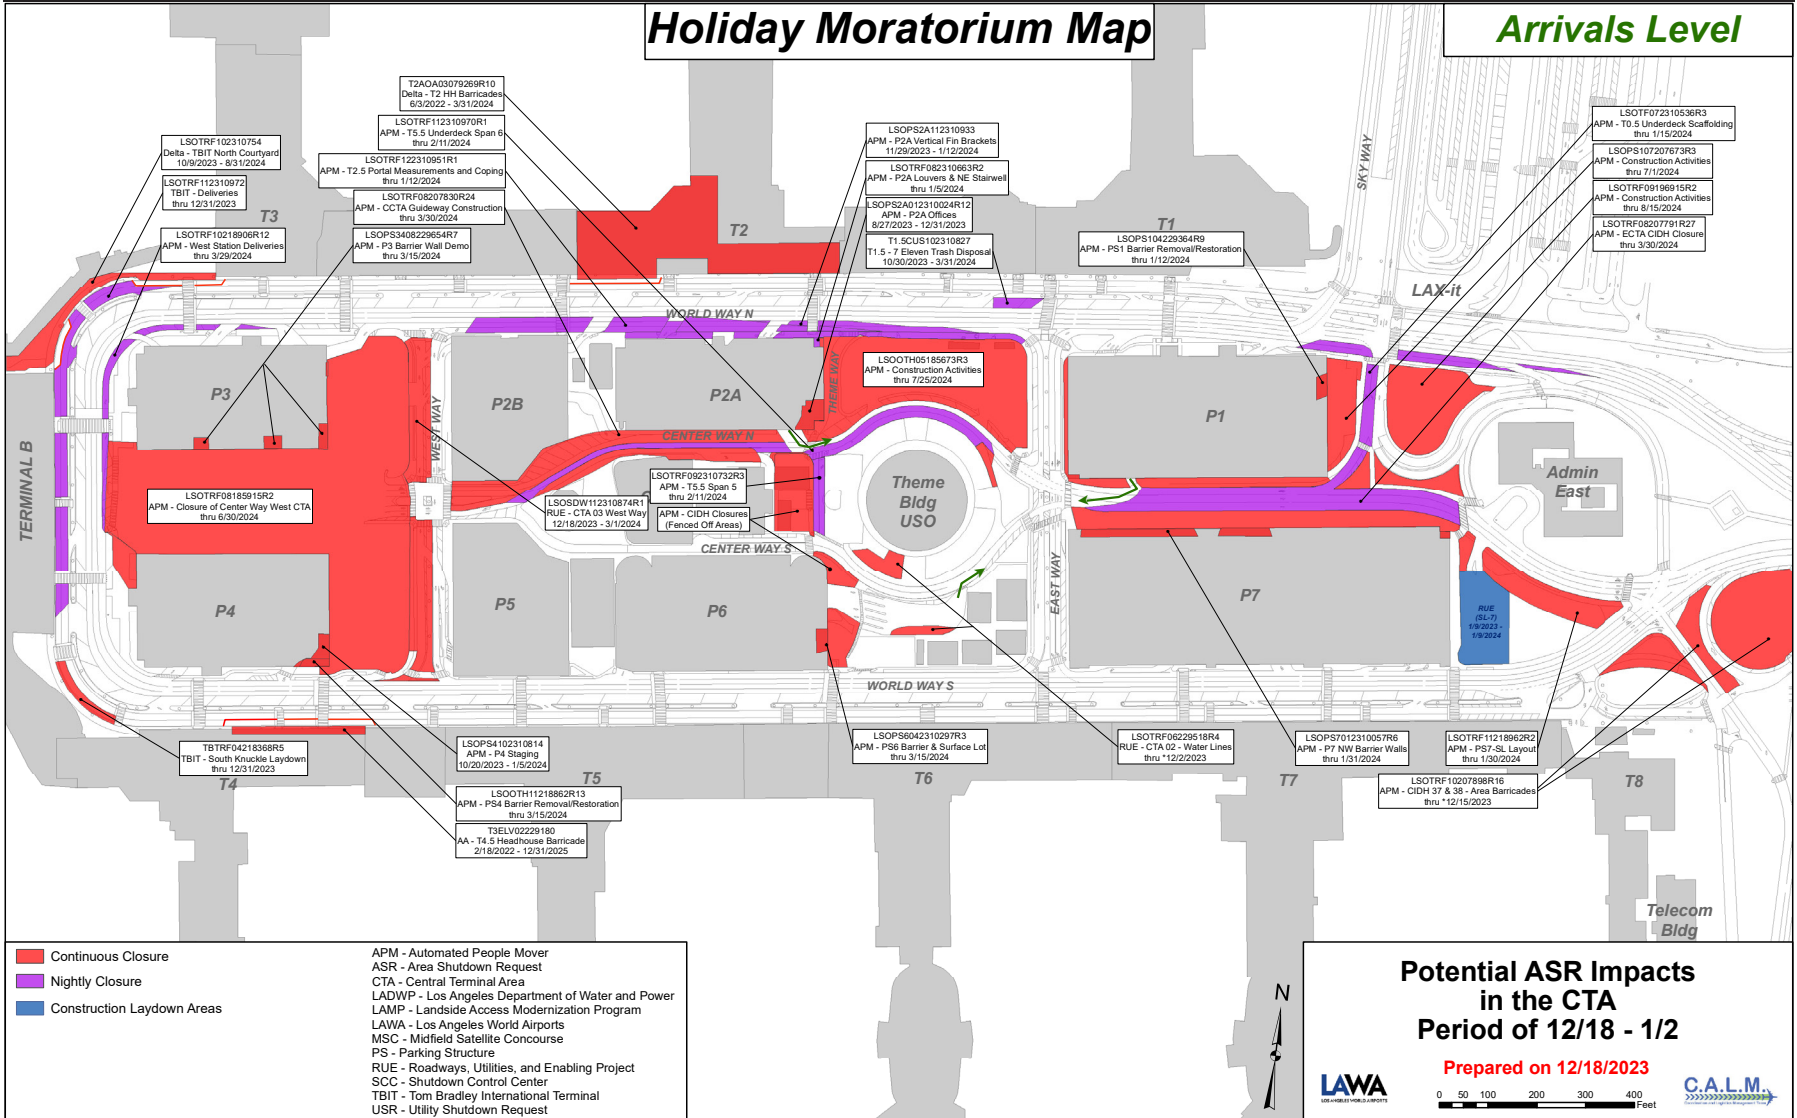 Holiday Moratorium Map
Arrivals Level
T2AOA03079269R10
Delta - T2 HH Barricades
6/3/2022 - 3/31/2024
LSOTRF112310970R1
APM - T5.5 Underdeck Span 6
thru 2/11/2024
LSOTRF102310754
Delta - TBIT North Courtyard
10/9/2023 - 8/31/2024
LSOTRF122310951R1
APM - T2.5 Portal Measurements and Coping
thru 1/12/2024
LSOTRF112310972
TBIT - Deliveries
thru 12/31/2023
LSOTRF08207830R24
APM - CCTA Guideway Construction
thru 3/30/2024
LSOTRF10218906R12
APM - West Station Deliveries
thru 3/29/2024
LSOPS3408229654R7
APM - P3 Barrier Wall Demo
thru 3/15/2024
LSOPS2A112310933
APM - P2A Vertical Fin Brackets
11/29/2023 - 1/12/2024
LSOTRF082310663R2
APM - P2A Louvers & NE Stairwell
thru 1/5/2024
LSOPS2A012310024R12
APM - P2A Offices
8/27/2023 - 12/31/2023
T1.5CUS102310827
T1.5 - 7 Eleven Trash Disposal
10/30/2023 - 3/31/2024
LSOPS104229364R9
APM - PS1 Barrier Removal/Restoration
thru 1/12/2024
LSOTF072310536R3
APM - T0.5 Underdeck Scaffolding
thru 1/15/2024
LSOPS107207673R3
APM - Construction Activities
thru 7/1/2024
LSOTRF09196915R2
APM - Construction Activities
thru 8/15/2024
LSOTRF08207791R27
APM - ECTA CIDH Closure
thru 3/30/2024
T3
T2
T1
SKY WAY
LAX-it
WORLD WAY N
P3
P2B
P2A
THEME WAY
LSOOTH05185673R3
APM - Construction Activities
thru 7/25/2024
P1
WEST WAY
CENTER WAY N
TERMINAL B
LSOTRF08185915R2
APM - Closure of Center Way West CTA
thru 6/30/2024
LSOSDW112310874R1
RUE - CTA 03 West Way
12/18/2023 - 3/1/2024
LSOTRF092310732R3
APM - T5.5 Span 5
thru 2/11/2024
APM - CIDH Closures
(Fenced Off Areas)
Theme
Bldg
USO
Admin
East
CENTER WAY S
EAST WAY
P4
P5
P6
P7
RUE
(SL-7)
1/9/2023 -
1/9/2024
WORLD WAY S
TBTRF04218368R5
TBIT - South Knuckle Laydown
thru 12/31/2023
LSOPS4102310814
APM - P4 Staging
10/20/2023 - 1/5/2024
LSOOTH11218862R13
APM - PS4 Barrier Removal/Restoration
thru 3/15/2024
T3ELV02229180
AA - T4.5 Headhouse Barricade
2/18/2022 - 12/31/2025
LSOPS6042310297R3
APM - PS6 Barrier & Surface Lot
thru 3/15/2024
LSOTRF06229518R4
RUE - CTA 02 - Water Lines
thru *12/2/2023
LSOPS7012310057R6
APM - P7 NW Barrier Walls
thru 1/31/2024
LSOTRF11218962R2
APM - PS7-SL Layout
thru 1/30/2024
LSOTRF10207898R16
APM - CIDH 37 & 38 - Area Barricades
thru *12/15/2023
T4
T5
T6
T7
T8
Telecom
Bldg
Continuous Closure
Nightly Closure
Construction Laydown Areas
APM - Automated People Mover
ASR - Area Shutdown Request
CTA - Central Terminal Area
LADWP - Los Angeles Department of Water and Power
LAMP - Landside Access Modernization Program
LAWA - Los Angeles World Airports
MSC - Midfield Satellite Concourse
PS - Parking Structure
RUE - Roadways, Utilities, and Enabling Project
SCC - Shutdown Control Center
TBIT - Tom Bradley International Terminal
USR - Utility Shutdown Request
N
Potential ASR Impacts
in the CTA
Period of 12/18 - 1/2
Prepared on 12/18/2023
LAWA
LOS ANGELES WORLD AIRPORTS
0 50 100 200 300 400
Feet
C.A.L.M.